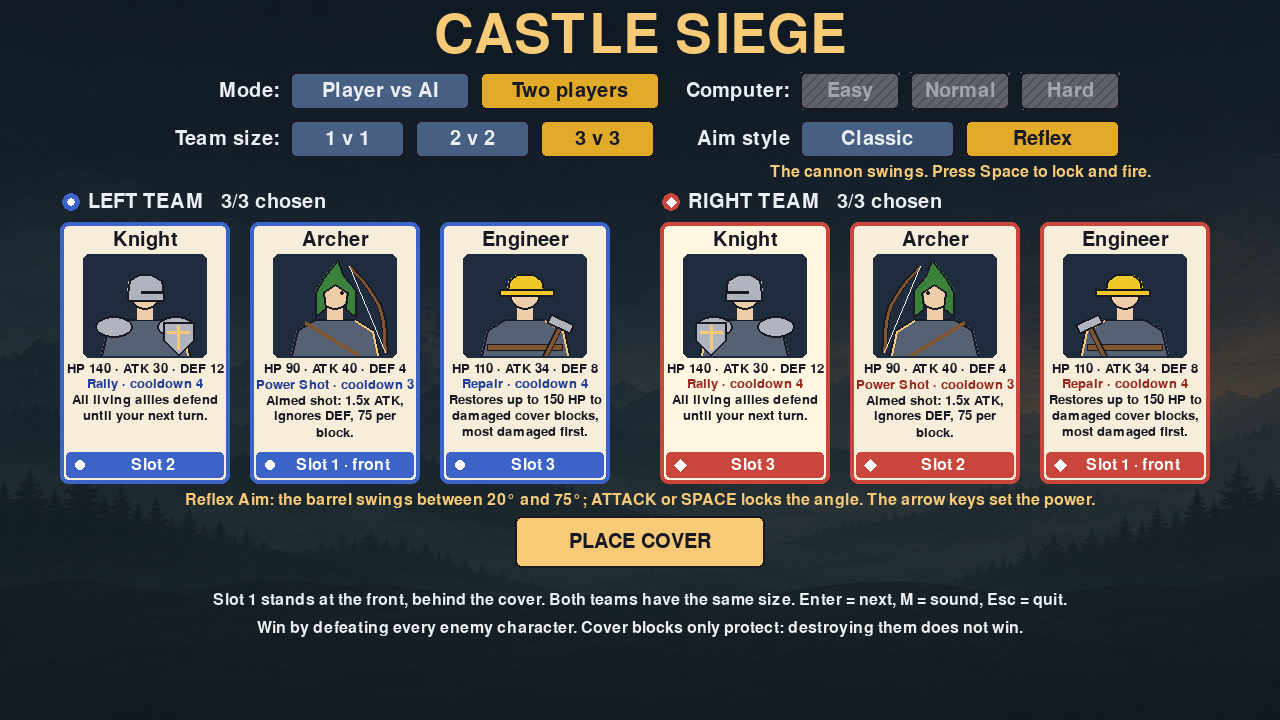 CASTLE SIEGE
Mode: Player vs AI Two players Computer: Easy Normal Hard
Team size: 1 v 1 2 v 2 3 v 3 Aim style Classic Reflex
The cannon swings. Press Space to lock and fire.
LEFT TEAM 3/3 chosen
RIGHT TEAM 3/3 chosen
Knight
HP 140 · ATK 30 · DEF 12
Rally · cooldown 4
All living allies defend
until your next turn.
Slot 2
Archer
HP 90 · ATK 40 · DEF 4
Power Shot · cooldown 3
Aimed shot: 1.5x ATK,
ignores DEF, 75 per
block.
Slot 1 · front
Engineer
HP 110 · ATK 34 · DEF 8
Repair · cooldown 4
Restores up to 150 HP to
damaged cover blocks,
most damaged first.
Slot 3
Knight
HP 140 · ATK 30 · DEF 12
Rally · cooldown 4
All living allies defend
until your next turn.
Slot 3
Archer
HP 90 · ATK 40 · DEF 4
Power Shot · cooldown 3
Aimed shot: 1.5x ATK,
ignores DEF, 75 per
block.
Slot 2
Engineer
HP 110 · ATK 34 · DEF 8
Repair · cooldown 4
Restores up to 150 HP to
damaged cover blocks,
most damaged first.
Slot 1 · front
Reflex Aim: the barrel swings between 20° and 75°; ATTACK or SPACE locks the angle. The arrow keys set the power.
PLACE COVER
Slot 1 stands at the front, behind the cover. Both teams have the same size. Enter = next, M = sound, Esc = quit.
Win by defeating every enemy character. Cover blocks only protect: destroying them does not win.